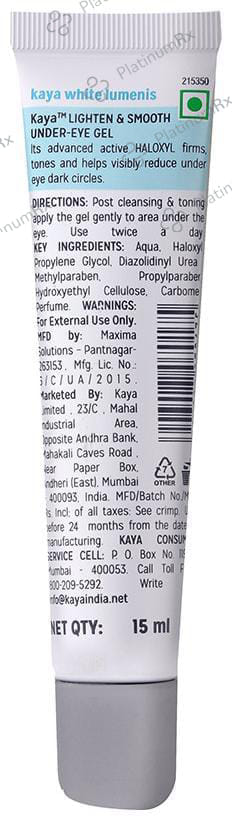 215350
kaya white lumenis
Kaya™ LIGHTEN & SMOOTH
UNDER-EYE GEL
Its advanced active HALOXYL firms,
tones and helps visibly reduce under
eye dark circles.
DIRECTIONS: Post cleansing & toning
apply the gel gently to area under the
eye. Use twice a day
KEY INGREDIENTS: Aqua, Haloxyl
Propylene Glycol, Diazolidinyl Urea
Methylparaben, Propylparaben
Hydroxyethyl Cellulose, Carbome
Perfume. WARNINGS:
For External Use Only.
MFD by: Maxima
Solutions - Pantnagar-
263153. Mfg. Lic. No.:
6/C/UA/2015.
Marketed By: Kaya
Limited, 23/C, Mahal
Industrial Area,
Opposite Andhra Bank,
Mahakali Caves Road,
Near Paper Box,
Andheri (East), Mumbai
- 400093, India. MFD/Batch No./M
Rs. Incl; of all taxes: See crimp. U
before 24 months from the date
manufacturing. KAYA CONSUM
SERVICE CELL: P. O. Box No. 119
Mumbai - 400053. Call Toll F
1800-209-5292. Write
info@kayaindia.net
7
OTHER
NET QTY: 15 ml
PlatinumRx